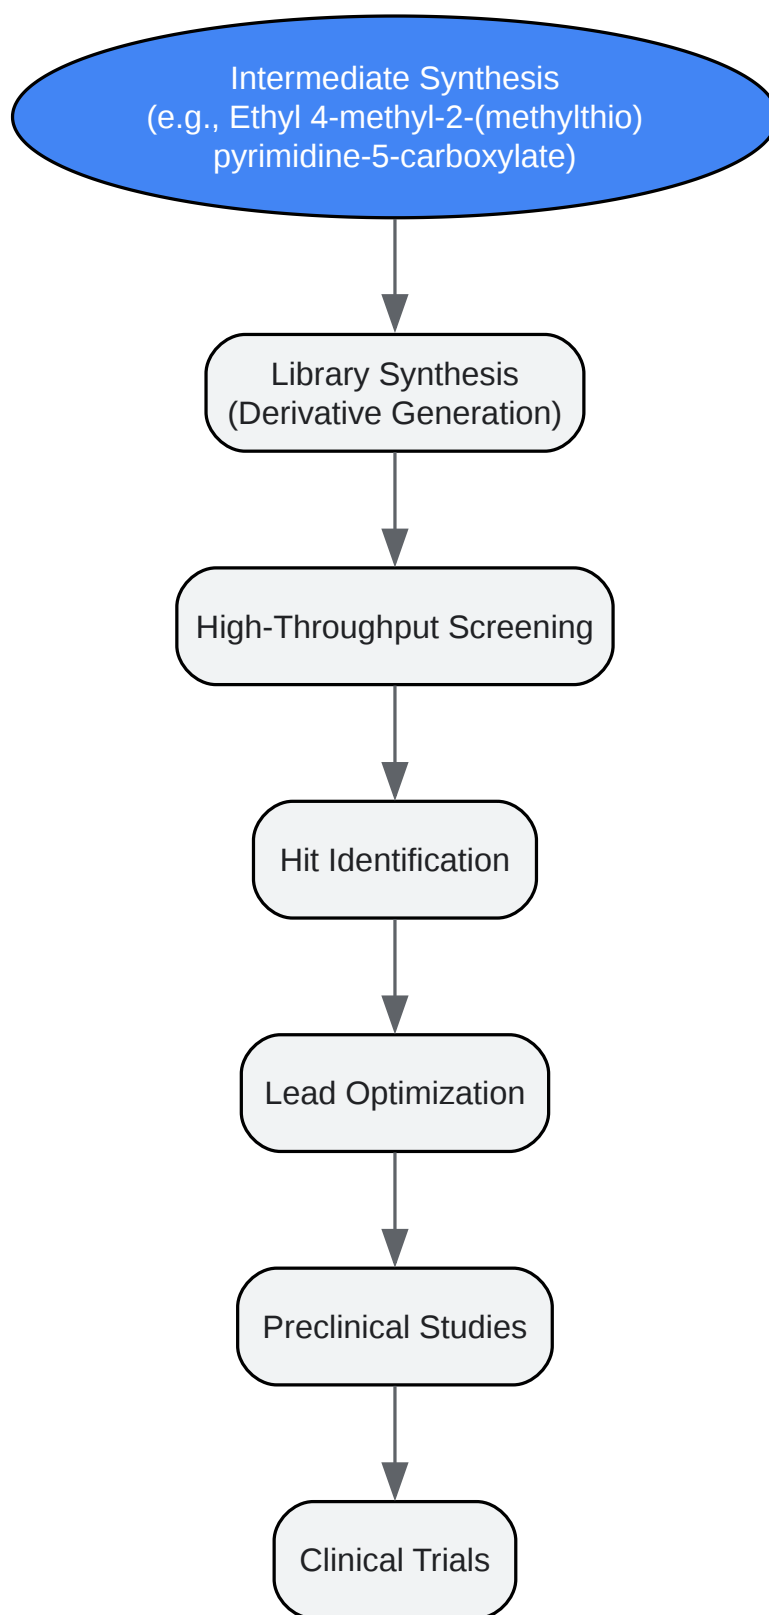 Intermediate Synthesis
(e.g., Ethyl 4-methyl-2-(methylthio)
pyrimidine-5-carboxylate)
Library Synthesis
(Derivative Generation)
High-Throughput Screening
Hit Identification
Lead Optimization
Preclinical Studies
Clinical Trials